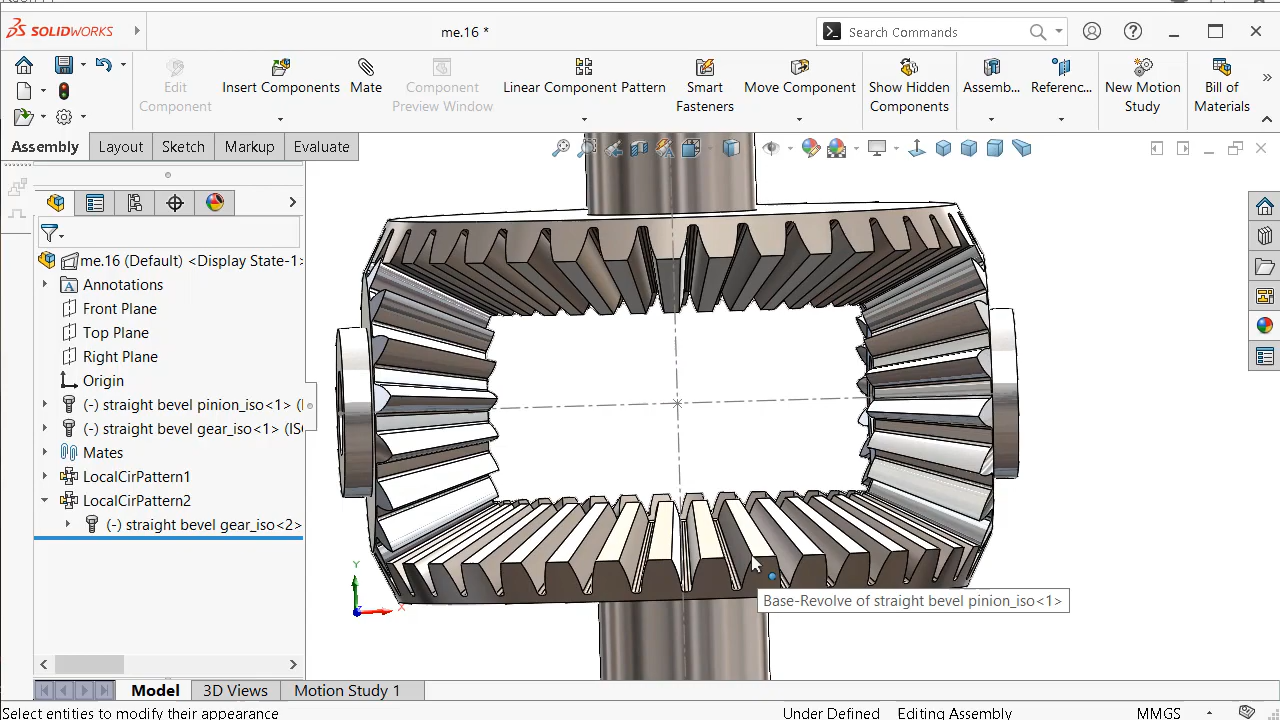 SOLIDWORKS
me.16 *
Search Commands
Edit Component
Insert Components
Mate
Component Preview Window
Linear Component Pattern
Smart Fasteners
Move Component
Show Hidden Components
Assemb...
Referenc...
New Motion Study
Bill of Materials
Assembly
Layout
Sketch
Markup
Evaluate
me.16 (Default) <Display State-1>
A Annotations
Front Plane
Top Plane
Right Plane
Origin
(-) straight bevel pinion_iso<1> (I
(-) straight bevel gear_iso<1> (ISO
Mates
LocalCirPattern1
LocalCirPattern2
(-) straight bevel gear_iso<2>
Y
X
Z
Base-Revolve of straight bevel pinion_iso<1>
Model
3D Views
Motion Study 1
Select entities to modify their appearance
Under Defined
Editing Assembly
MMGS